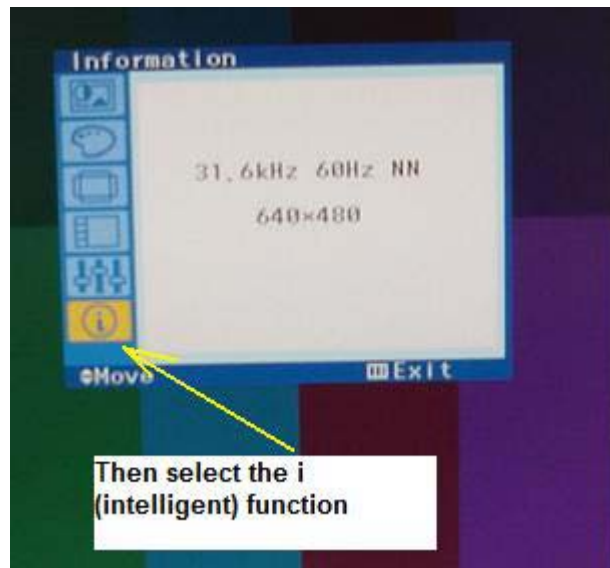 Information
31.6kHz 60Hz NN
640×480
Move Exit
Then select the i
(intelligent) function